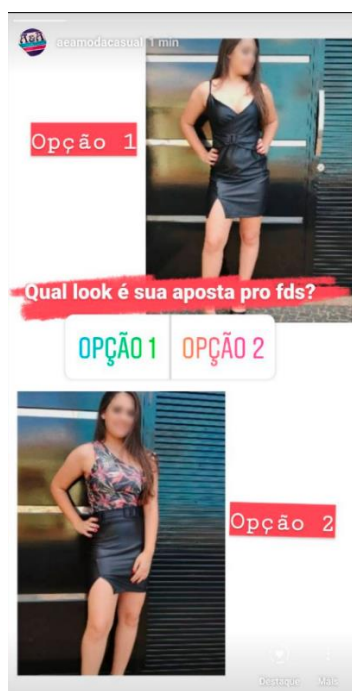 aeamodacasual 1 min
Opção 1
Qual look é sua aposta pro fds?
OPÇÃO 1 OPÇÃO 2
Opção 2
Destaque Mais